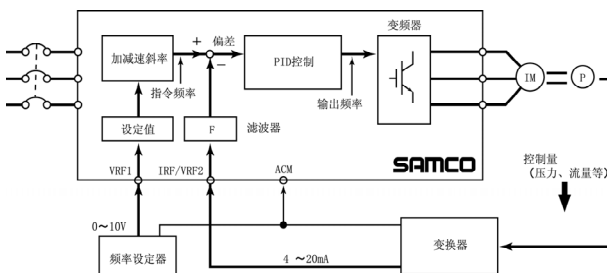 加减速斜率
+
偏差
−
指令频率
PID控制
输出频率
变频器
IM
P
设定值
F
滤波器
SAMCO
VRF1
IRF/VRF2
ACM
控制量
(压力、流量等)
0～10V
频率设定器
4 ～20mA
变换器